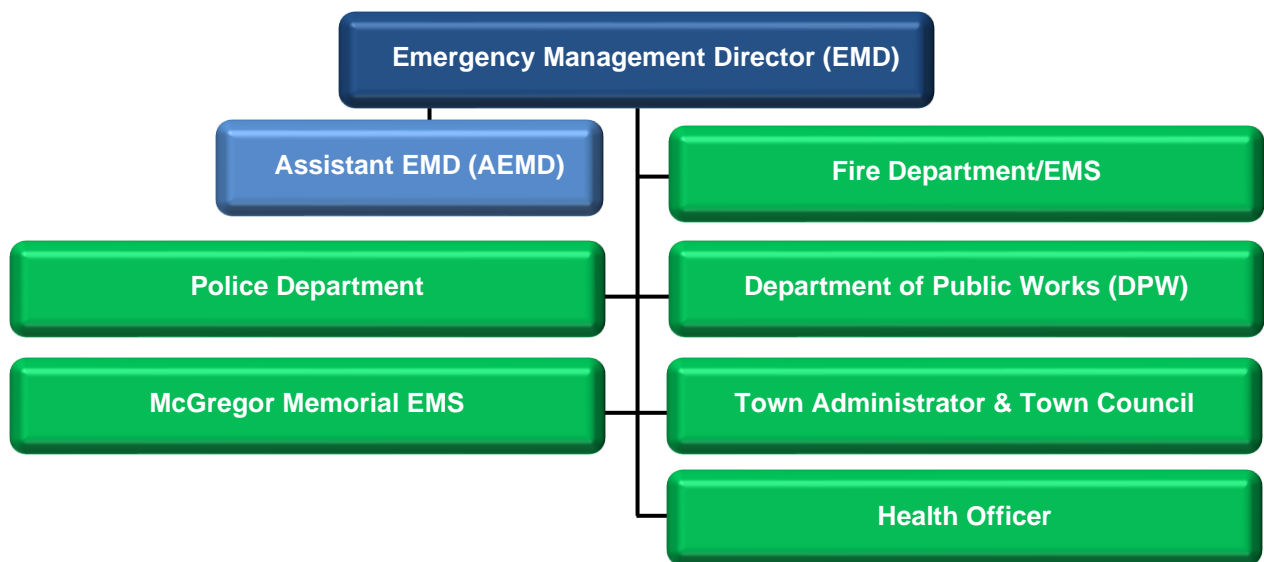 Emergency Management Director (EMD)
Assistant EMD (AEMD)
Fire Department/EMS
Police Department
Department of Public Works (DPW)
McGregor Memorial EMS
Town Administrator & Town Council
Health Officer